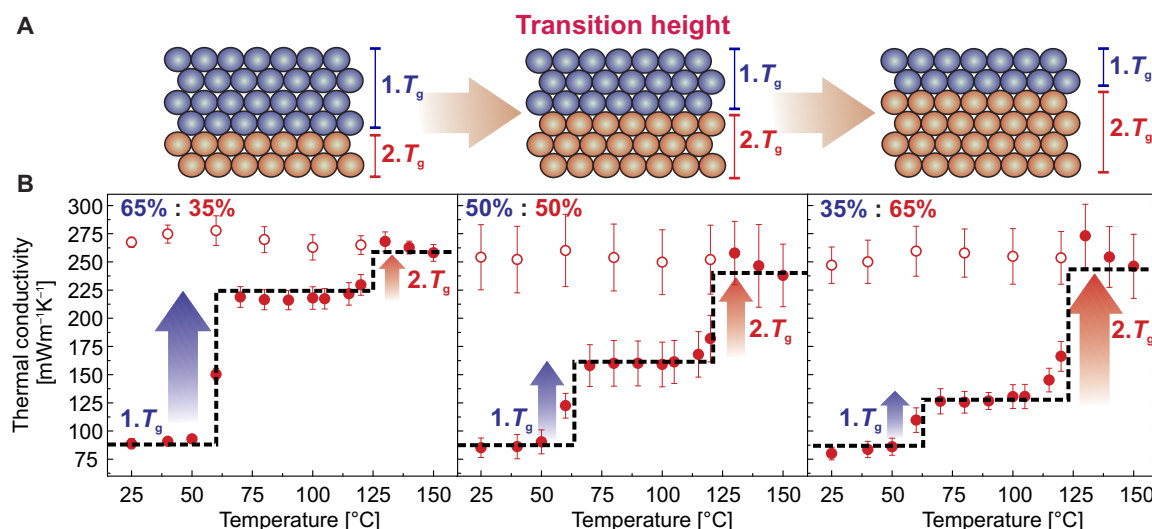 A
Transition height
1.Tg
2.Tg
1.Tg
2.Tg
1.Tg
2.Tg
B
Thermal conductivity
[mWm⁻¹K⁻¹]
300
275
250
225
200
175
150
125
100
75
65% : 35%
1.Tg
2.Tg
25 50 75 100 125 150
Temperature [°C]
50% : 50%
1.Tg
2.Tg
25 50 75 100 125 150
Temperature [°C]
35% : 65%
1.Tg
2.Tg
25 50 75 100 125 150
Temperature [°C]